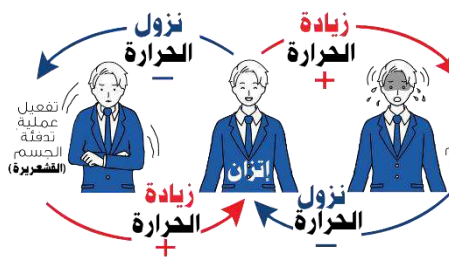 زيادة
الحرارة
+
نزول
الحرارة
−
تفعيل
عملية
تدفئة
الجسم
(القشعريرة)
إتزان
نزول
الحرارة
−
زيادة
الحرارة
+